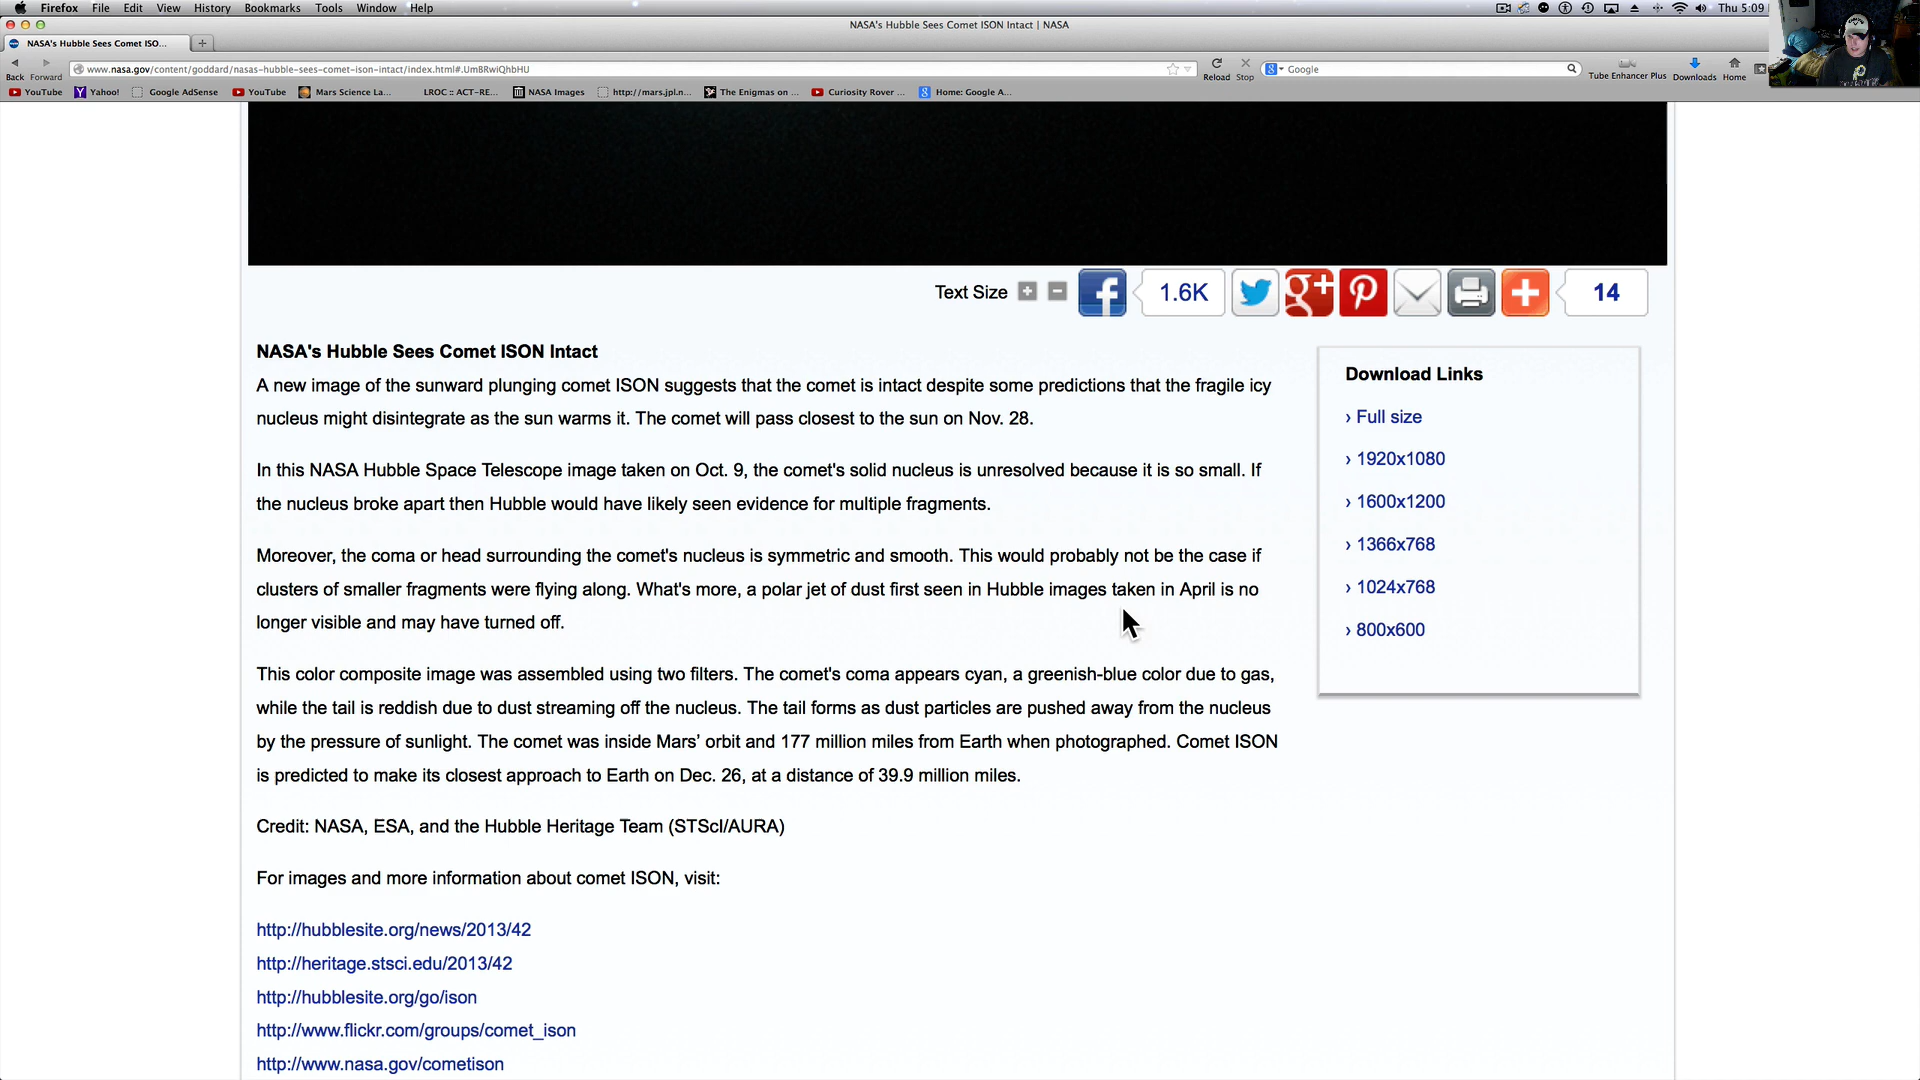 Firefox File Edit View History Bookmarks Tools Window Help Thu 5:09
NASA's Hubble Sees Comet ISON Intact | NASA
NASA's Hubble Sees Comet ISO...
Back Forward www.nasa.gov/content/goddard/nasas-hubble-sees-comet-ison-intact/index.html#.UmBRwiQhbHU Reload Stop Google Tube Enhancer Plus Downloads Home
YouTube Yahoo! Google AdSense YouTube Mars Science La... LROC :: ACT-RE... NASA Images http://mars.jpl.n... The Enigmas on ... Curiosity Rover ... Home: Google A...
Text Size + − f 1.6K g+ + 14
NASA's Hubble Sees Comet ISON Intact
A new image of the sunward plunging comet ISON suggests that the comet is intact despite some predictions that the fragile icy
nucleus might disintegrate as the sun warms it. The comet will pass closest to the sun on Nov. 28.
In this NASA Hubble Space Telescope image taken on Oct. 9, the comet's solid nucleus is unresolved because it is so small. If
the nucleus broke apart then Hubble would have likely seen evidence for multiple fragments.
Moreover, the coma or head surrounding the comet's nucleus is symmetric and smooth. This would probably not be the case if
clusters of smaller fragments were flying along. What's more, a polar jet of dust first seen in Hubble images taken in April is no
longer visible and may have turned off.
This color composite image was assembled using two filters. The comet's coma appears cyan, a greenish-blue color due to gas,
while the tail is reddish due to dust streaming off the nucleus. The tail forms as dust particles are pushed away from the nucleus
by the pressure of sunlight. The comet was inside Mars’ orbit and 177 million miles from Earth when photographed. Comet ISON
is predicted to make its closest approach to Earth on Dec. 26, at a distance of 39.9 million miles.
Credit: NASA, ESA, and the Hubble Heritage Team (STScI/AURA)
For images and more information about comet ISON, visit:
http://hubblesite.org/news/2013/42
http://heritage.stsci.edu/2013/42
http://hubblesite.org/go/ison
http://www.flickr.com/groups/comet_ison
http://www.nasa.gov/cometison
Download Links
› Full size
› 1920x1080
› 1600x1200
› 1366x768
› 1024x768
› 800x600